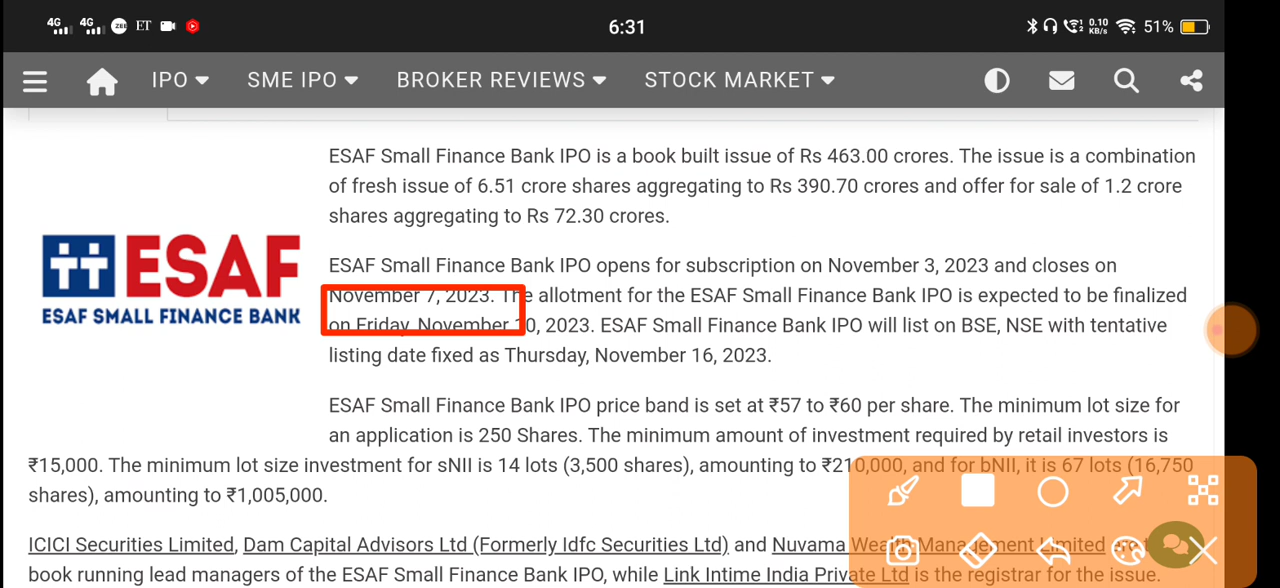 4G 4G ZEE ET 6:31 0.10 KB/s 51%
IPO SME IPO BROKER REVIEWS STOCK MARKET
ESAF Small Finance Bank IPO is a book built issue of Rs 463.00 crores. The issue is a combination
of fresh issue of 6.51 crore shares aggregating to Rs 390.70 crores and offer for sale of 1.2 crore
shares aggregating to Rs 72.30 crores.
ESAF
ESAF SMALL FINANCE BANK
ESAF Small Finance Bank IPO opens for subscription on November 3, 2023 and closes on
November 7, 2023. The allotment for the ESAF Small Finance Bank IPO is expected to be finalized
on Friday, November 10, 2023. ESAF Small Finance Bank IPO will list on BSE, NSE with tentative
listing date fixed as Thursday, November 16, 2023.
ESAF Small Finance Bank IPO price band is set at ₹57 to ₹60 per share. The minimum lot size for
an application is 250 Shares. The minimum amount of investment required by retail investors is
₹15,000. The minimum lot size investment for sNII is 14 lots (3,500 shares), amounting to ₹210,000, and for bNII, it is 67 lots (16,750
shares), amounting to ₹1,005,000.
ICICI Securities Limited, Dam Capital Advisors Ltd (Formerly Idfc Securities Ltd) and Nuvama Wealth Management Limited
book running lead managers of the ESAF Small Finance Bank IPO, while Link Intime India Private Ltd is the registrar for the issue.